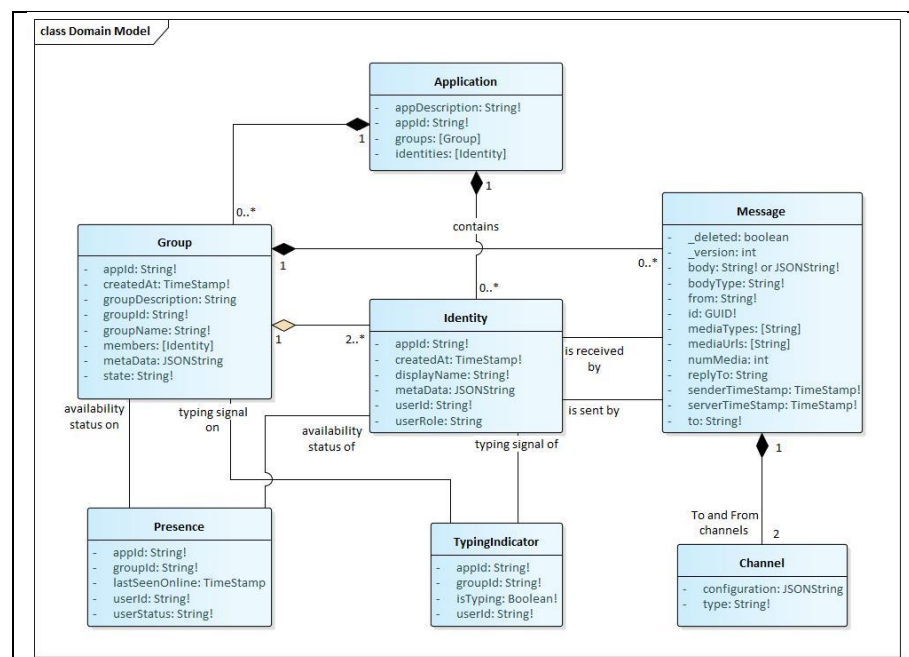 class Domain Model
Application
- appDescription: String!
- appId: String!
- groups: [Group]
- identities: [Identity]
1
1
0..*
contains
0..*
Group
- appId: String!
- createdAt: TimeStamp!
- groupDescription: String
- groupId: String!
- groupName: String!
- members: [Identity]
- metaData: JSONString
- state: String!
1
0..*
1
2..*
Message
- _deleted: boolean
- _version: int
- body: String! or JSONString!
- bodyType: String!
- from: String!
- id: GUID!
- mediaTypes: [String]
- mediaUrls: [String]
- numMedia: int
- replyTo: String
- senderTimeStamp: TimeStamp!
- serverTimeStamp: TimeStamp!
- to: String!
Identity
- appId: String!
- createdAt: TimeStamp!
- displayName: String!
- metaData: JSONString
- userId: String!
- userRole: String
is received
by
is sent by
availability
status on
typing signal
on
availability
status of
typing signal of
1
To and From
channels
2
Presence
- appId: String!
- groupId: String!
- lastSeenOnline: TimeStamp
- userId: String!
- userStatus: String!
TypingIndicator
- appId: String!
- groupId: String!
- isTyping: Boolean!
- userId: String!
Channel
- configuration: JSONString
- type: String!